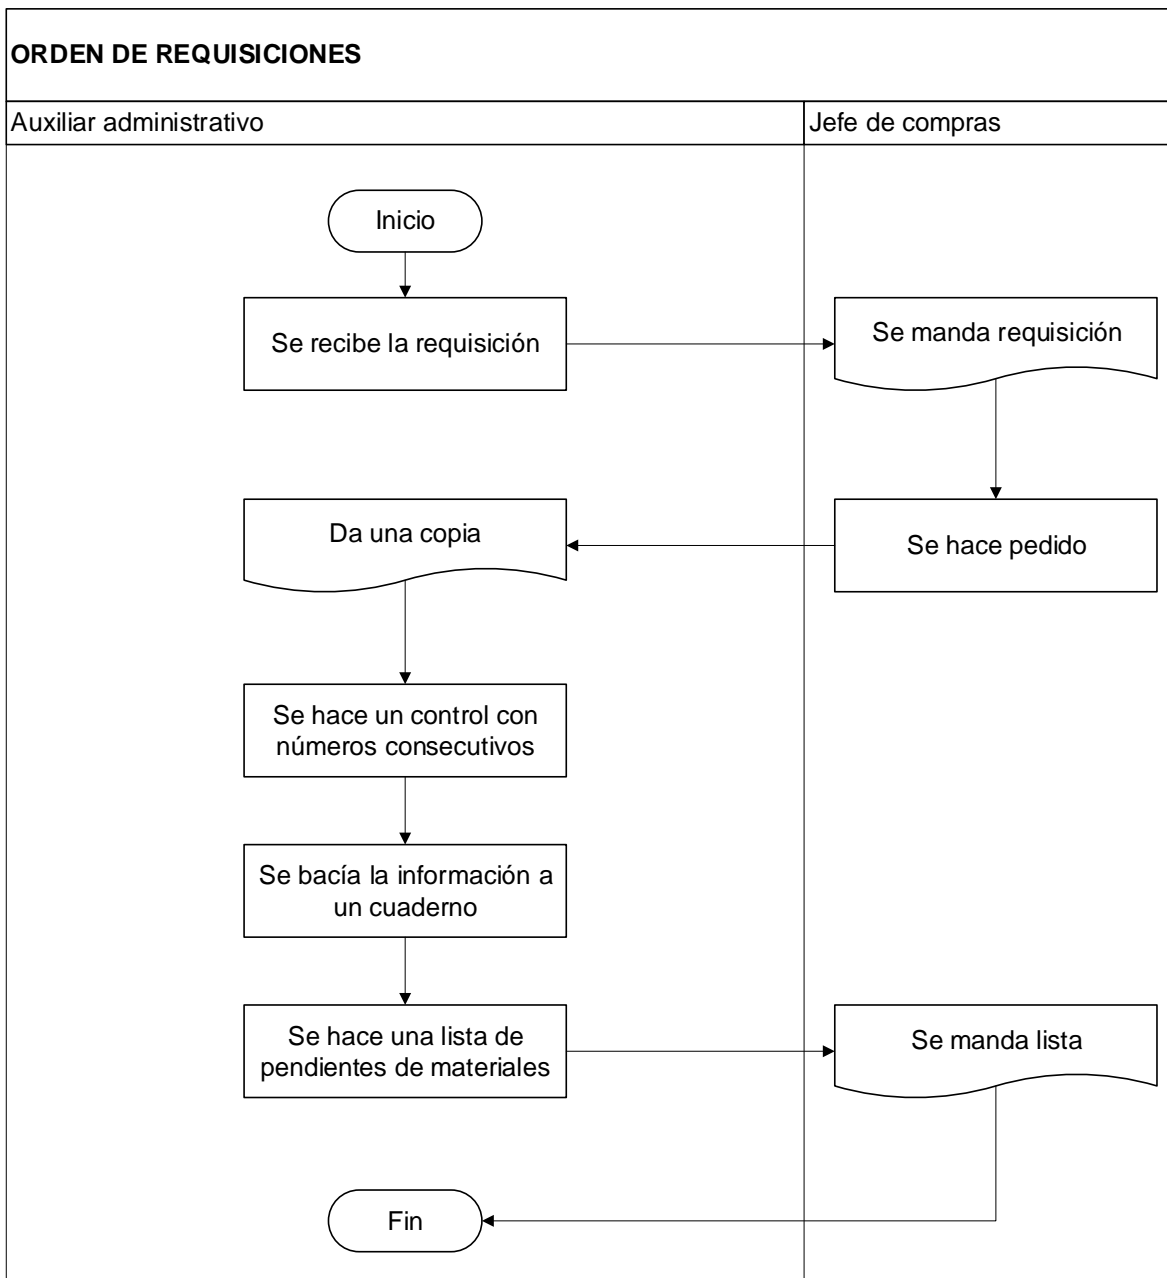 ORDEN DE REQUISICIONES
Auxiliar administrativo
Jefe de compras
Inicio
Se recibe la requisición
Se manda requisición
Da una copia
Se hace pedido
Se hace un control con
números consecutivos
Se bacía la información a
un cuaderno
Se hace una lista de
pendientes de materiales
Se manda lista
Fin